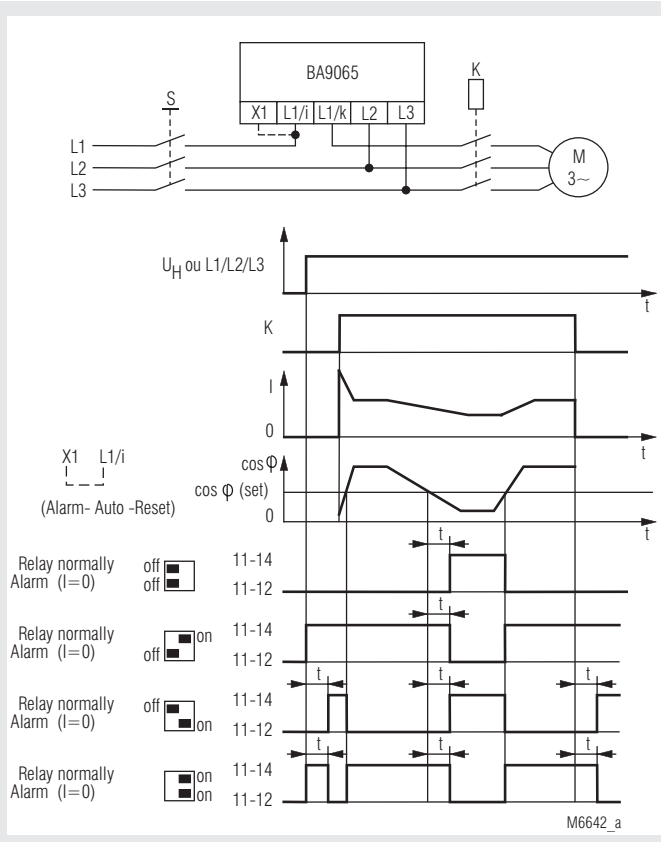 BA9065
K
S
X1 L1/i L1/k L2 L3
L1
L2
L3
M
3~
U_H ou L1/L2/L3
t
K
I
0
t
X1 L1/i
(Alarm- Auto -Reset)
cos φ
cos φ (set)
0
t
t
Relay normally off 11-14
Alarm (I=0) off 11-12
t
Relay normally on 11-14
Alarm (I=0) off 11-12
t t t
Relay normally off 11-14
Alarm (I=0) on 11-12
t t t
Relay normally on 11-14
Alarm (I=0) on 11-12
M6642_a